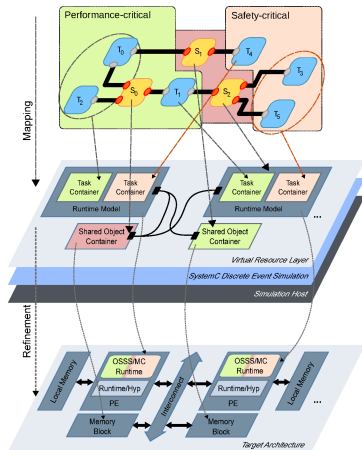 Performance-critical
Safety-critical
T0
S1
T4
T3
T2
S0
T1
S2
T5
Mapping
Task
Container
Task
Container
Runtime Model
Task
Container
Task
Container
Runtime Model
...
Shared Object
Container
Shared Object
Container
Virtual Resource Layer
SystemC Discrete Event Simulation
Simulation Host
Refinement
Local Memory
OSSS/MC
Runtime
Runtime/Hyp
PE
Memory
Block
Interconnect
OSSS/MC
Runtime
Runtime/Hyp
PE
Memory
Block
Local Memory
...
Target Architecture